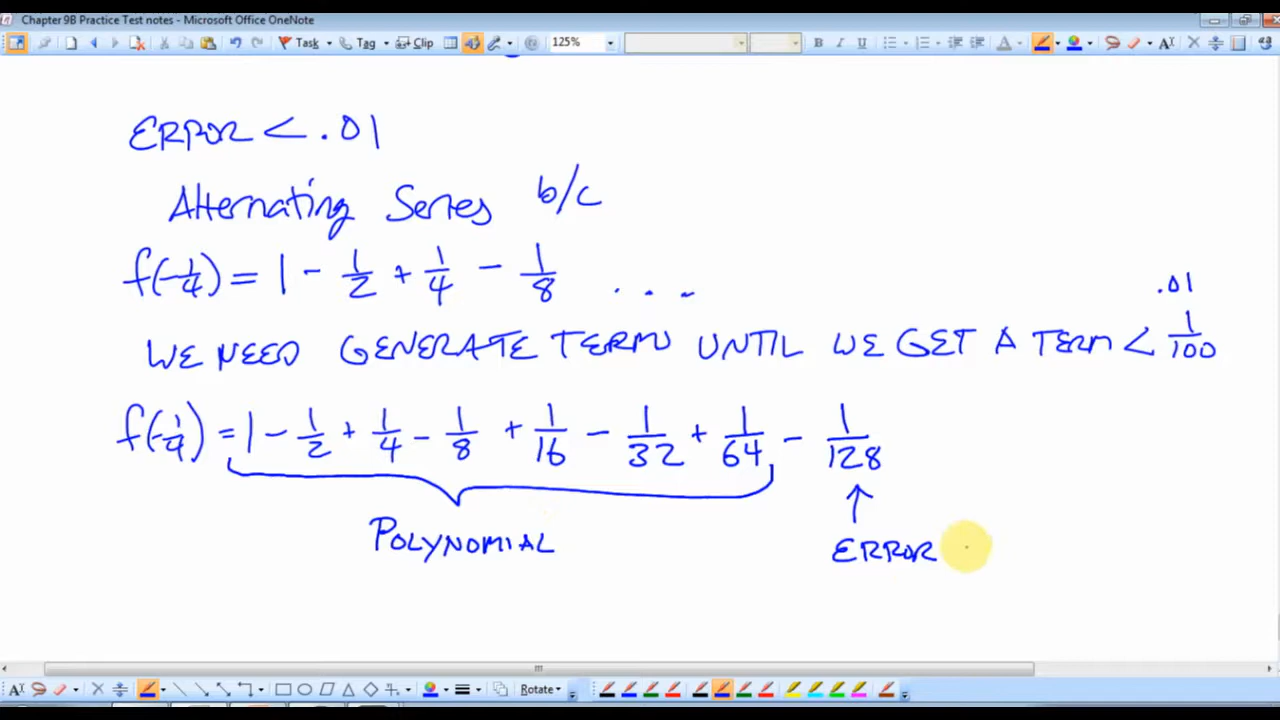 Chapter 9B Practice Test notes - Microsoft Office OneNote
Task Tag Clip 125% B I U A
ERROR < .01
Alternating Series b/c
f(-1/4) = 1 - 1/2 + 1/4 - 1/8 . . .
.01
WE NEED GENERATE TERMS UNTIL WE GET A TERM < 1/100
f(-1/4) = 1 - 1/2 + 1/4 - 1/8 + 1/16 - 1/32 + 1/64 - 1/128
POLYNOMIAL
ERROR
Rotate